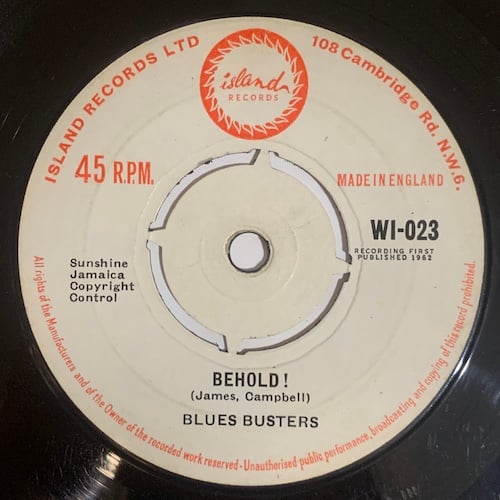 ISLAND RECORDS LTD
108 Cambridge Rd. N.W.6.
island
RECORDS
45 R.P.M.
MADE IN ENGLAND
WI-023
RECORDING FIRST
PUBLISHED 1962
Sunshine
Jamaica
Copyright
Control
BEHOLD!
(James, Campbell)
BLUES BUSTERS
All rights of the Manufacturers and of the Owner of the recorded work reserved - Unauthorised public performance, broadcasting and copying of this record prohibited.